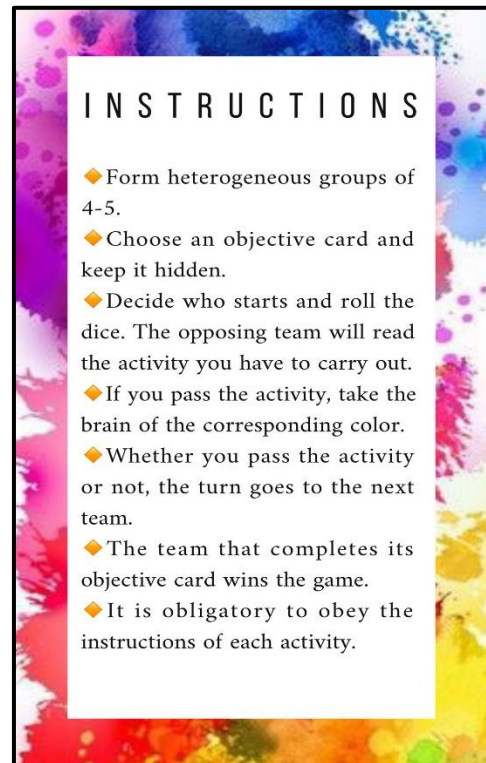 INSTRUCTIONS
🔶Form heterogeneous groups of
4-5.
🔶Choose an objective card and
keep it hidden.
🔶Decide who starts and roll the
dice. The opposing team will read
the activity you have to carry out.
🔶If you pass the activity, take the
brain of the corresponding color.
🔶Whether you pass the activity
or not, the turn goes to the next
team.
🔶The team that completes its
objective card wins the game.
🔶It is obligatory to obey the
instructions of each activity.